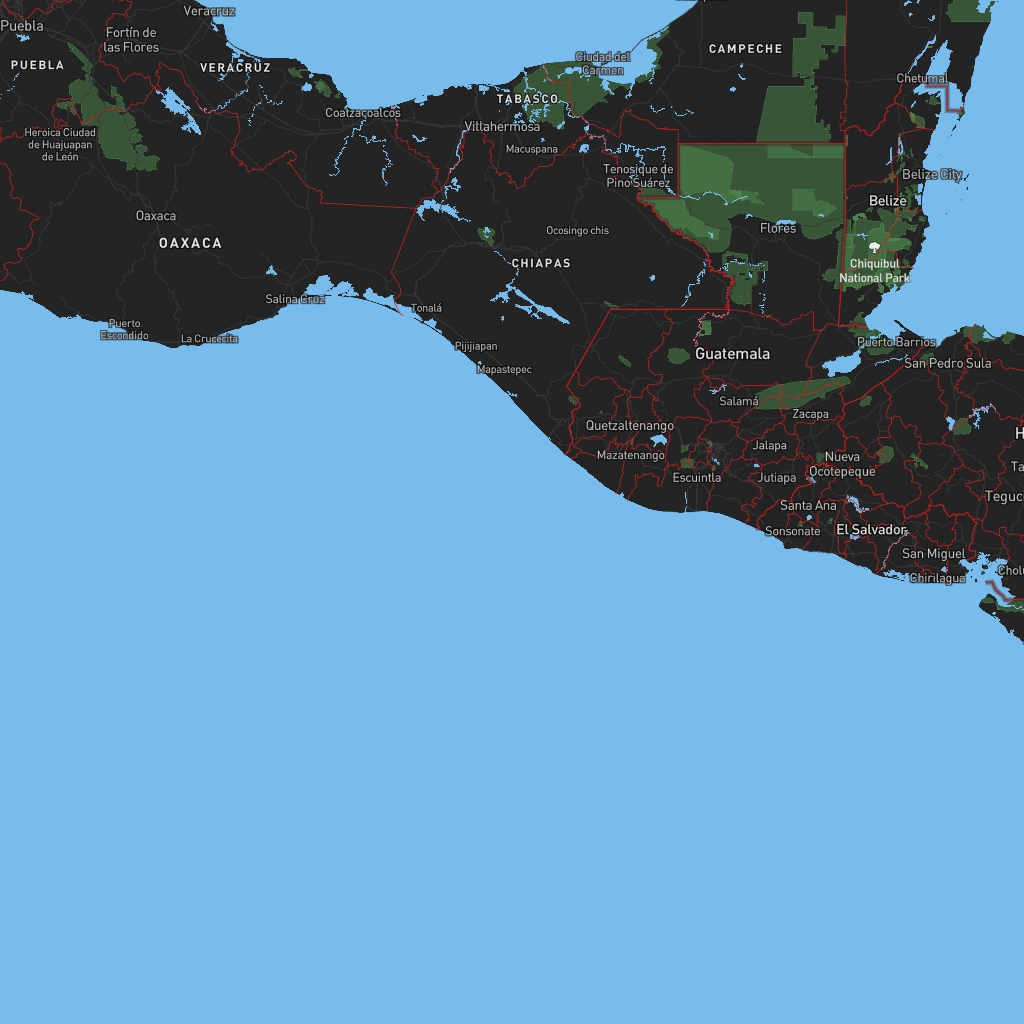 Veracruz
Puebla
Fortín de
las Flores
PUEBLA
VERACRUZ
Ciudad del
Carmen
CAMPECHE
Chetumal
TABASCO
Coatzacoalcos
Villahermosa
Heroica Ciudad
de Huajuapan
de León
Macuspana
Tenosique de
Pino Suárez
Belize City
Belize
Oaxaca
OAXACA
Ocosingo chis
Flores
CHIAPAS
Chiquibul
National Park
Salina Cruz
Tonalá
Puerto
Escondido
La Crucecita
Pijijiapan
Mapastepec
Guatemala
Puerto Barrios
San Pedro Sula
Salamá
Zacapa
Quetzaltenango
Mazatenango
Jalapa
H
Ta
Escuintla
Jutiapa
Nueva
Ocotepeque
Teguci
Santa Ana
Sonsonate
El Salvador
San Miguel
Chirilagua
Cholu